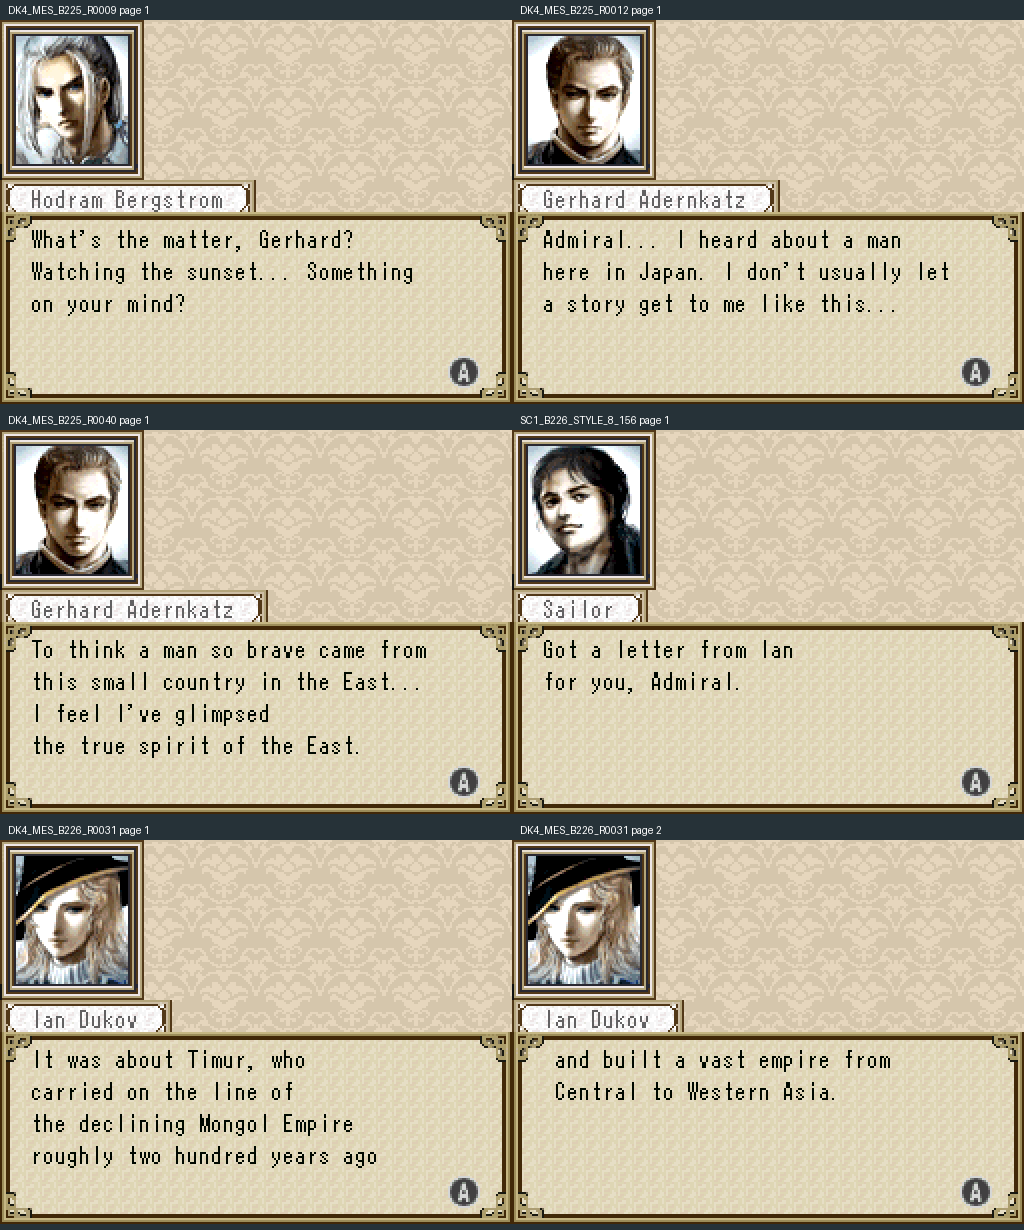 DK4_MES_B225_R0009 page 1
Hodram Bergstrom
What's the matter, Gerhard?
Watching the sunset... Something
on your mind?
A
DK4_MES_B225_R0012 page 1
Gerhard Adernkatz
Admiral... I heard about a man
here in Japan. I don't usually let
a story get to me like this...
A
DK4_MES_B225_R0040 page 1
Gerhard Adernkatz
To think a man so brave came from
this small country in the East...
I feel I've glimpsed
the true spirit of the East.
A
SC1_B226_STYLE_8_156 page 1
Sailor
Got a letter from Ian
for you, Admiral.
A
DK4_MES_B226_R0031 page 1
Ian Dukov
It was about Timur, who
carried on the line of
the declining Mongol Empire
roughly two hundred years ago
A
DK4_MES_B226_R0031 page 2
Ian Dukov
and built a vast empire from
Central to Western Asia.
A